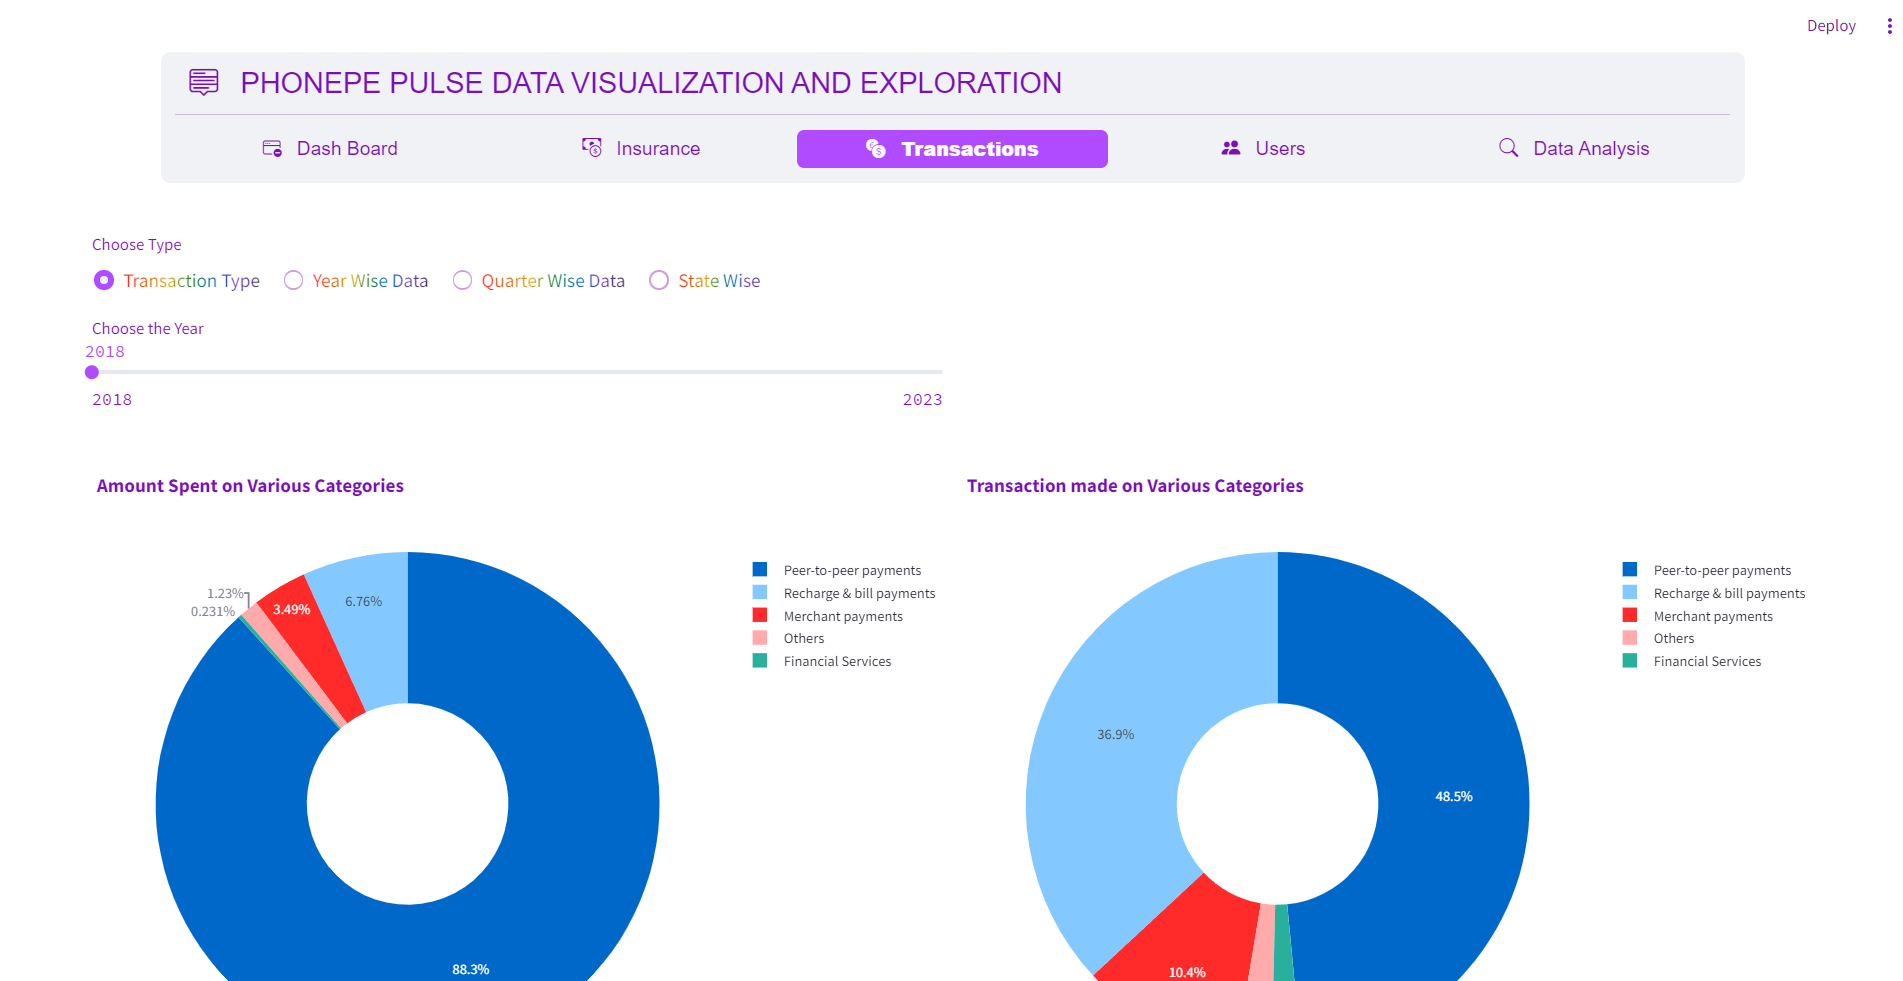 Deploy
PHONEPE PULSE DATA VISUALIZATION AND EXPLORATION
Dash Board
Insurance
Transactions
Users
Data Analysis
Choose Type
Transaction Type
Year Wise Data
Quarter Wise Data
State Wise
Choose the Year
2018
2018
2023
Amount Spent on Various Categories
1.23%
0.231%
3.49%
6.76%
88.3%
Peer-to-peer payments
Recharge & bill payments
Merchant payments
Others
Financial Services
Transaction made on Various Categories
36.9%
48.5%
10.4%
Peer-to-peer payments
Recharge & bill payments
Merchant payments
Others
Financial Services